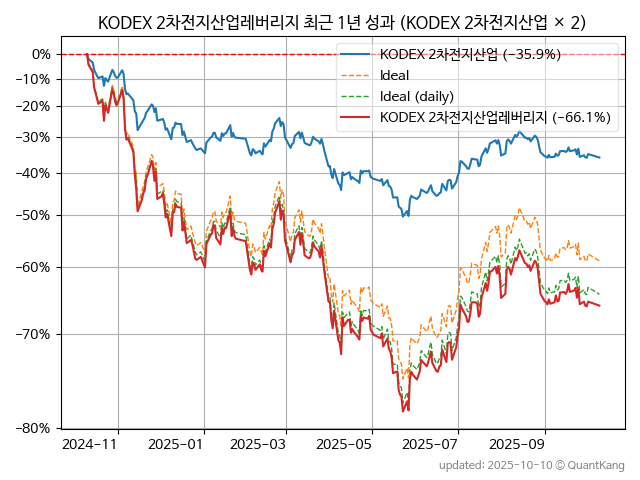 KODEX 2차전지산업레버리지 최근 1년 성과 (KODEX 2차전지산업 × 2)
KODEX 2차전지산업 (−35.9%)
Ideal
Ideal (daily)
KODEX 2차전지산업레버리지 (−66.1%)
0%
−10%
−20%
−30%
−40%
−50%
−60%
−70%
−80%
2024−11
2025−01
2025−03
2025−05
2025−07
2025−09
updated: 2025-10-10 © QuantKang